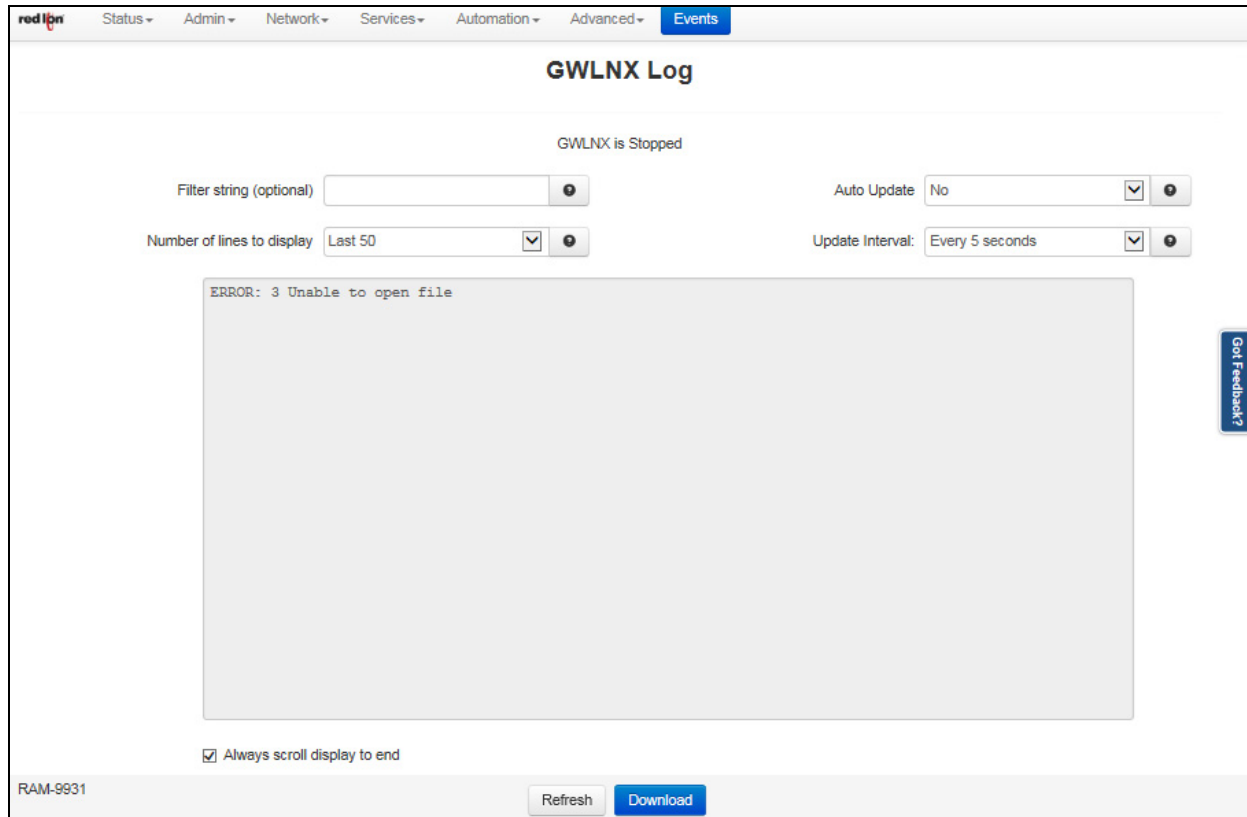 red lion Status Admin Network Services Automation Advanced Events
GWLNX Log
GWLNX is Stopped
Filter string (optional)
Auto Update No
Number of lines to display Last 50
Update Interval: Every 5 seconds
ERROR: 3 Unable to open file
Got Feedback?
Always scroll display to end
RAM-9931
Refresh Download